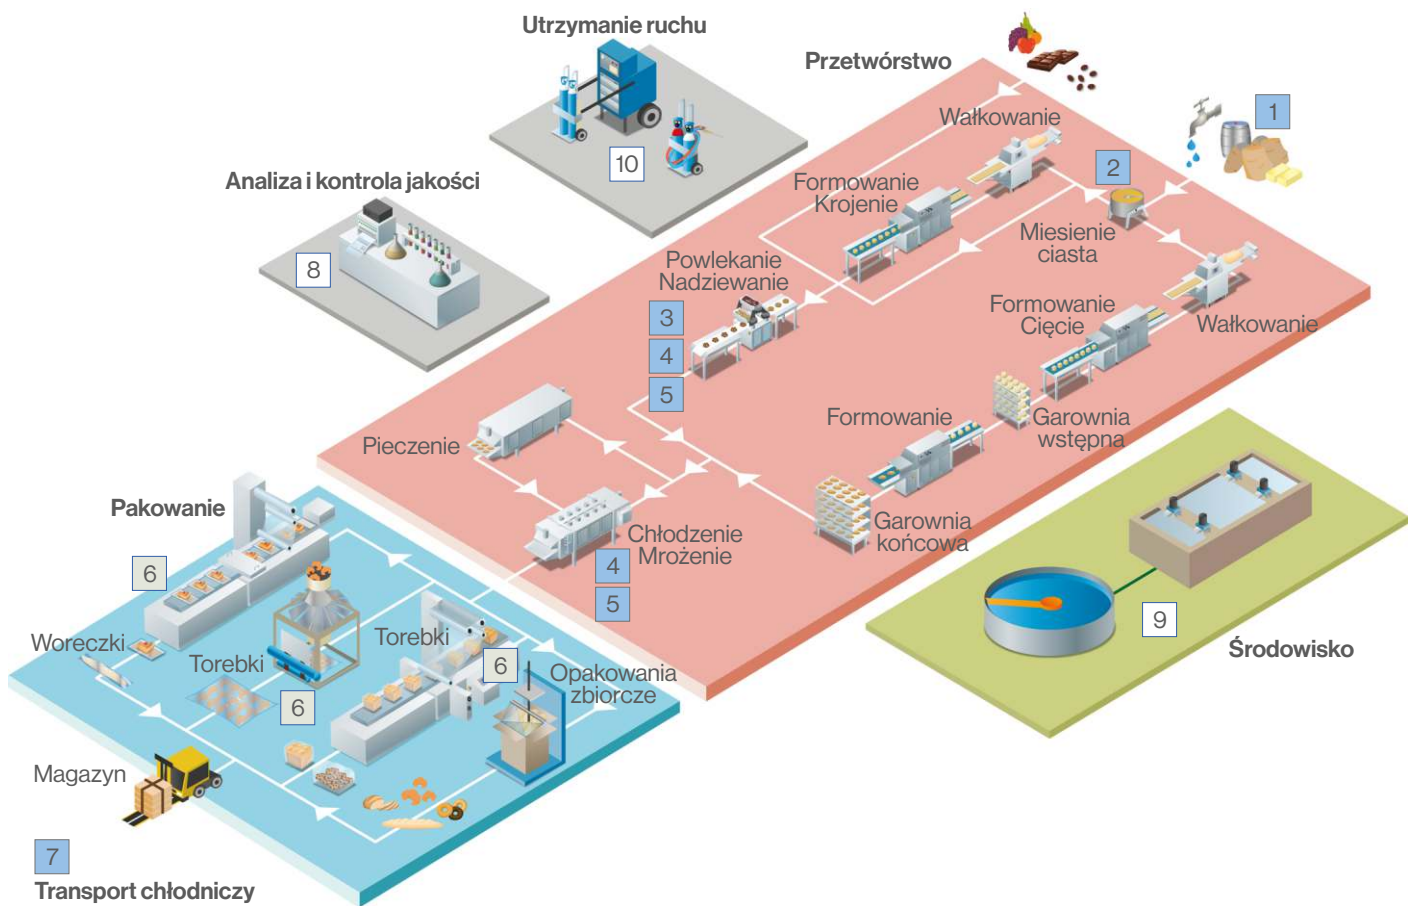 Utrzymanie ruchu
10
Przetwórstwo
1
Wałkowanie
2
Formowanie
Krojenie
Miesienie
ciasta
Analiza i kontrola jakości
8
Powlekanie
Nadziewanie
3
4
5
Formowanie
Cięcie
Wałkowanie
Formowanie
Garownia
wstępna
Pieczenie
Garownia
końcowa
Chłodzenie
Mrożenie
4
5
Pakowanie
6
Woreczki
Torebki
6
Torebki
6
Opakowania
zbiorcze
9
Środowisko
Magazyn
7
Transport chłodniczy